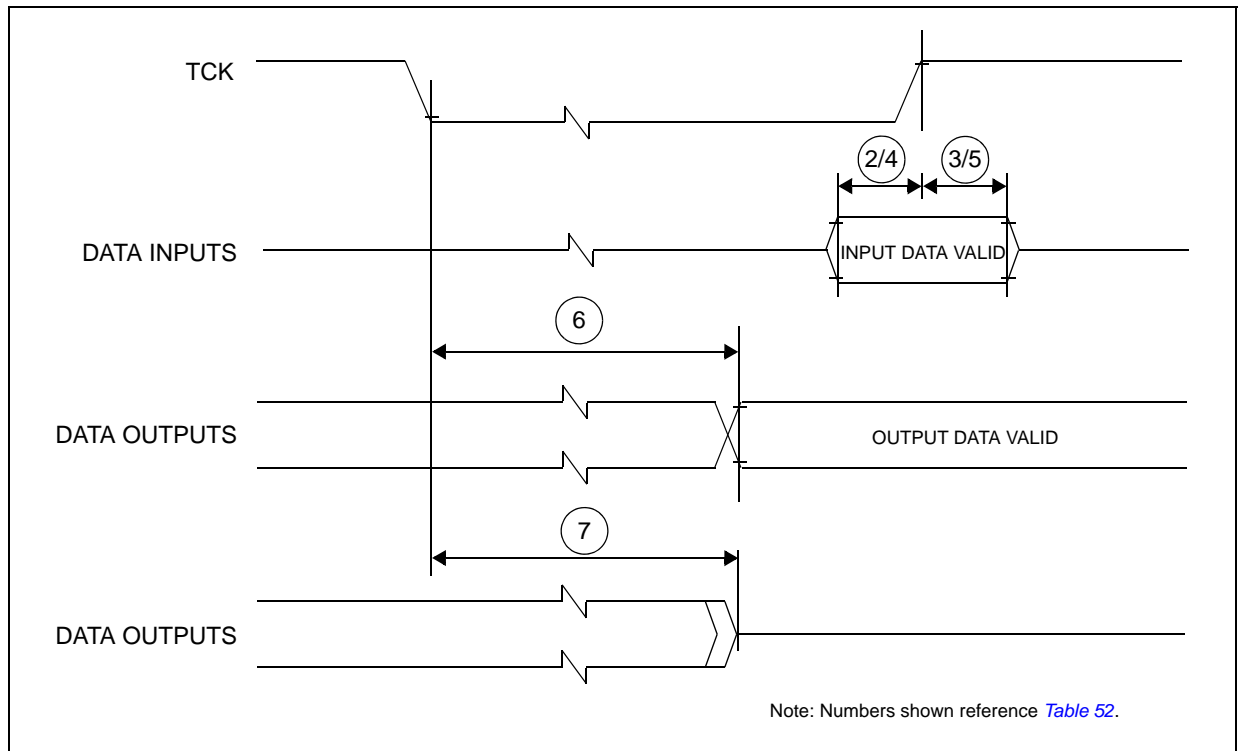 TCK
2/4
3/5
DATA INPUTS
INPUT DATA VALID
6
DATA OUTPUTS
OUTPUT DATA VALID
7
DATA OUTPUTS
Note: Numbers shown reference Table 52.